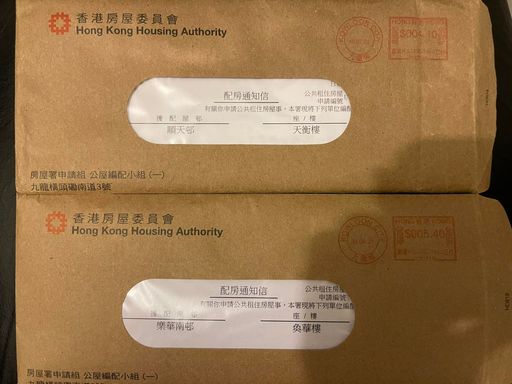 香港房屋委員會
Hong Kong Housing Authority
HONG KONG
$004.10
配房通知信
公共租住房屋
申請編號
有關你申請公共租住房屋事，本署現將下列單位編配
獲配屋邨
座 / 樓
順天邨
天衡樓
房屋署申請組 公屋編配小組 (一)
九龍橫頭磡南道3號
香港房屋委員會
Hong Kong Housing Authority
$005.40
配房通知信
公共租住房屋
申請編號
有關你申請公共租住房屋事，本署現將下列單位編配
獲配屋邨
座 / 樓
樂華南邨
奐華樓
房屋署申請組 公屋編配小組 (一)